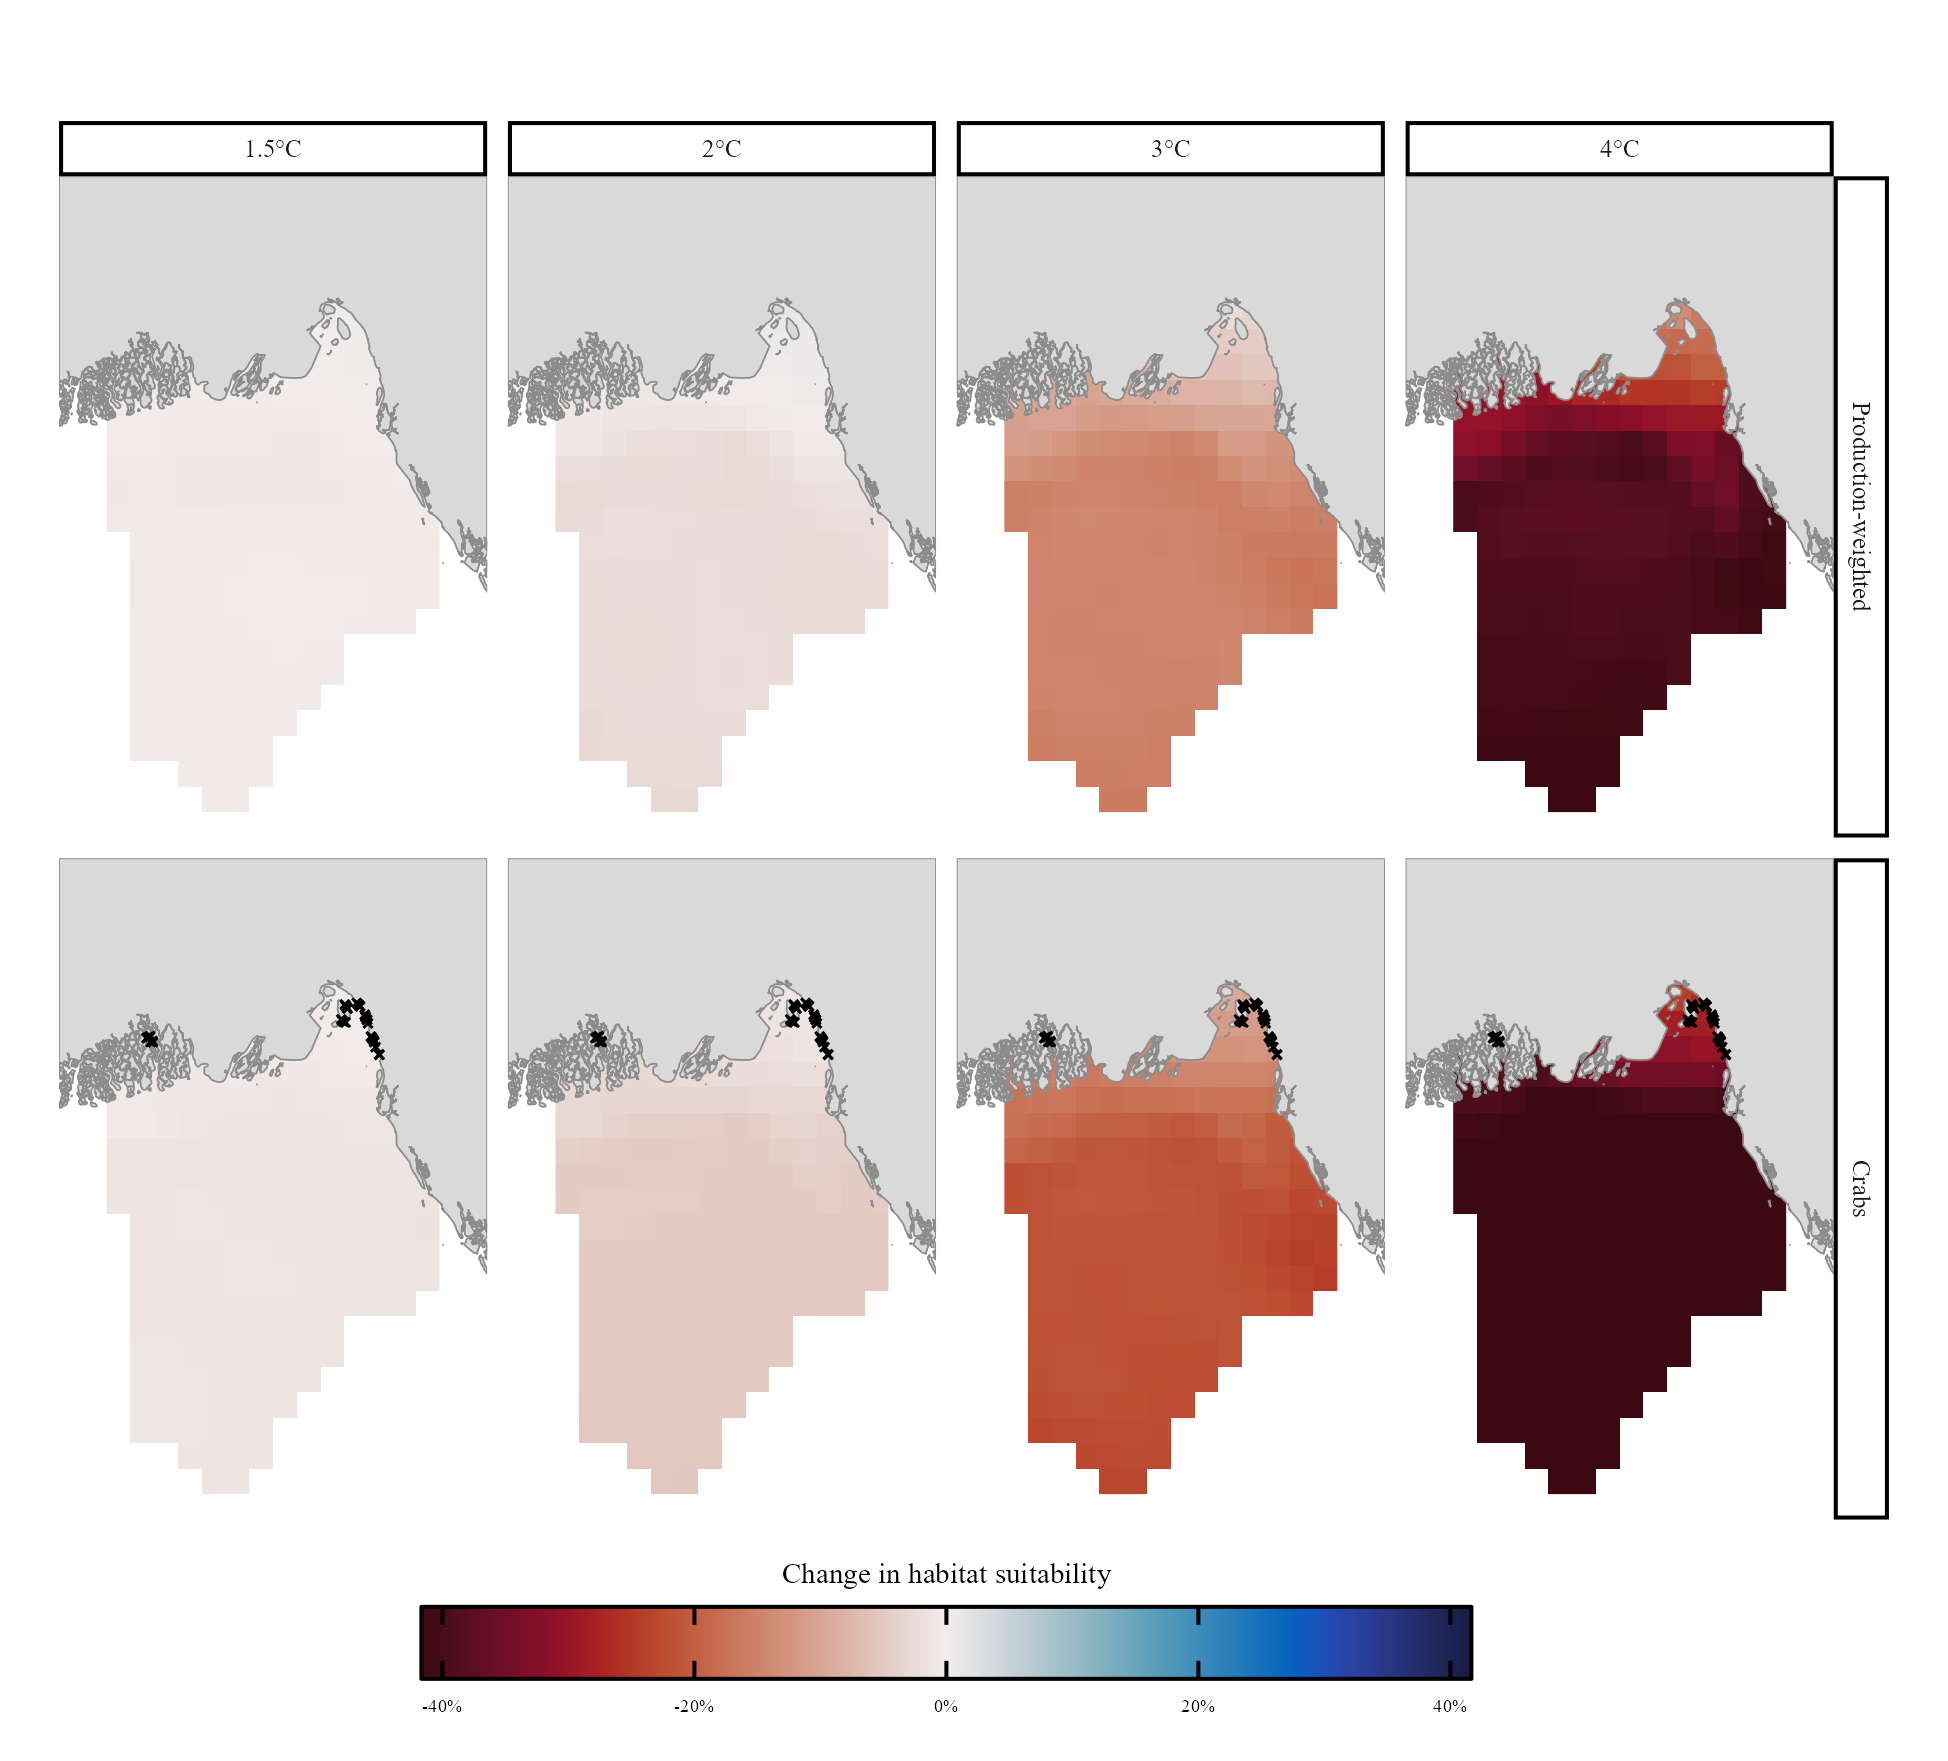 1.5°C
2°C
3°C
4°C
Production-weighted
Crabs
Change in habitat suitability
-40%
-20%
0%
20%
40%